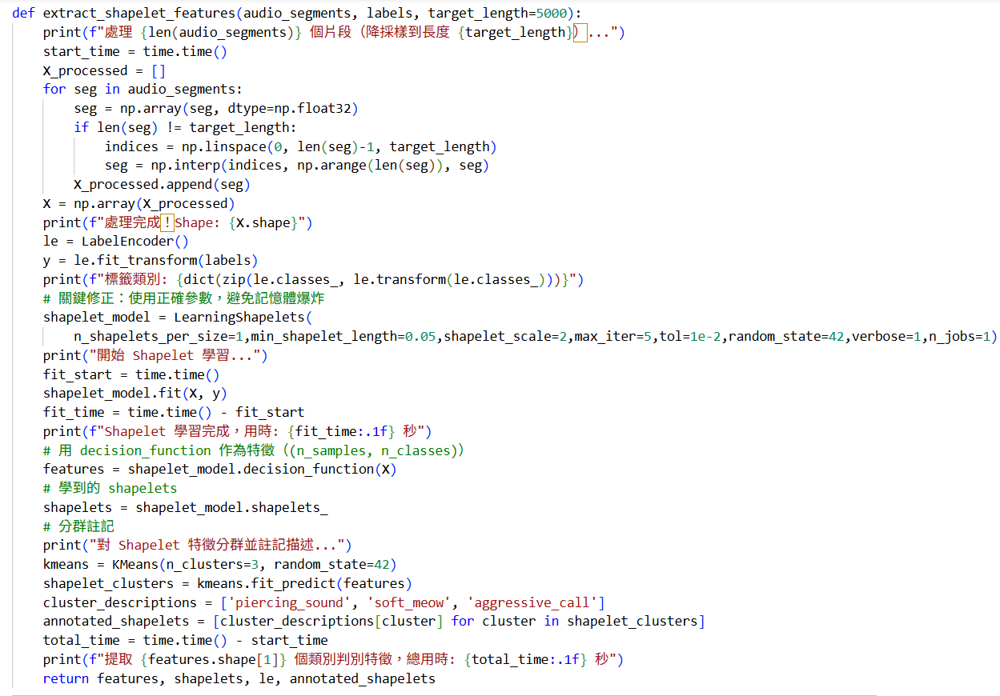 def extract_shapelet_features(audio_segments, labels, target_length=5000):
    print(f"處理 {len(audio_segments)} 個片段（降採樣到長度 {target_length}）...")
    start_time = time.time()
    X_processed = []
    for seg in audio_segments:
        seg = np.array(seg, dtype=np.float32)
        if len(seg) != target_length:
            indices = np.linspace(0, len(seg)-1, target_length)
            seg = np.interp(indices, np.arange(len(seg)), seg)
        X_processed.append(seg)
    X = np.array(X_processed)
    print(f"處理完成！Shape: {X.shape}")
    le = LabelEncoder()
    y = le.fit_transform(labels)
    print(f"標籤類別: {dict(zip(le.classes_, le.transform(le.classes_)))}")
    # 關鍵修正：使用正確參數，避免記憶體爆炸
    shapelet_model = LearningShapelets(
        n_shapelets_per_size=1,min_shapelet_length=0.05,shapelet_scale=2,max_iter=5,tol=1e-2,random_state=42,verbose=1,n_jobs=1)
    print("開始 Shapelet 學習...")
    fit_start = time.time()
    shapelet_model.fit(X, y)
    fit_time = time.time() - fit_start
    print(f"Shapelet 學習完成，用時: {fit_time:.1f} 秒")
    # 用 decision_function 作為特徵（(n_samples, n_classes)）
    features = shapelet_model.decision_function(X)
    # 學到的 shapelets
    shapelets = shapelet_model.shapelets_
    # 分群註記
    print("對 Shapelet 特徵分群並註記描述...")
    kmeans = KMeans(n_clusters=3, random_state=42)
    shapelet_clusters = kmeans.fit_predict(features)
    cluster_descriptions = ['piercing_sound', 'soft_meow', 'aggressive_call']
    annotated_shapelets = [cluster_descriptions[cluster] for cluster in shapelet_clusters]
    total_time = time.time() - start_time
    print(f"提取 {features.shape[1]} 個類別判別特徵，總用時: {total_time:.1f} 秒")
    return features, shapelets, le, annotated_shapelets